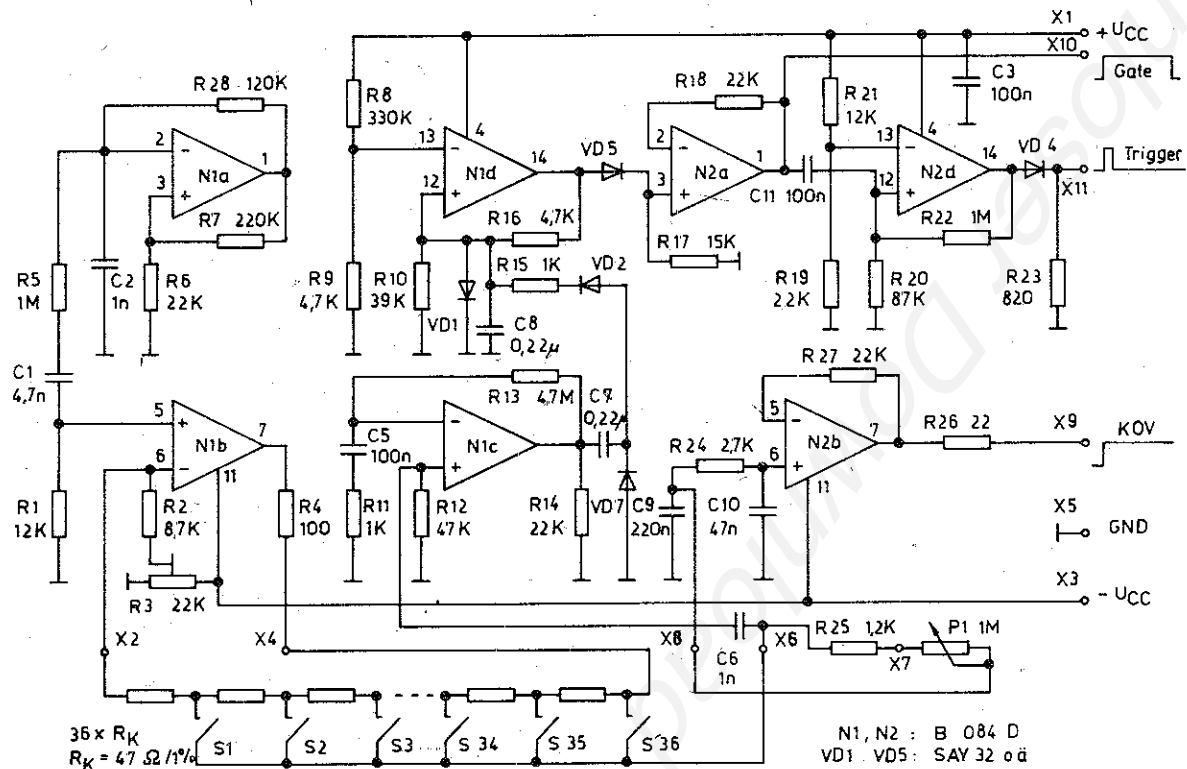 X1
+ UCC
X10
Gate
R28 120K
R8
330K
R18 22K
R21
12K
C3
100n
2
3
1
N1a
4
13
12
14
N1d
VD5
2
3
1
N2a
C11 100n
4
13
12
14
N2d
VD 4
Trigger
X11
R7 220K
R16 4,7K
R22 1M
R17 15K
R5
1M
C2
1n
R6
22K
R9
4,7K
R10
39K
R15 1K
VD2
VD1
C8
0,22µ
R19
2,2K
R20
87K
R23
820
C1
4,7n
R13 4,7M
C7
0,22µ
R27 22K
5
6
7
11
N1b
C5
100n
N1c
R24 2,7K
5
6
7
11
N2b
R26 22
X9
KOV
R1
12K
R2
8,7K
R4
100
R11
1K
R12
47K
R14
22K
VD7
C9
220n
C10
47n
X5
GND
R3 22K
X3
- UCC
X2
X4
X8
C6
1n
X6
R25 1,2K
X7
P1 1M
36 x RK
RK = 47 Ω /1%
S1
S2
S3
S 34
S 35
S 36
N1, N2 : B 084 D
VD1 . VD5 : SAY 32 oä